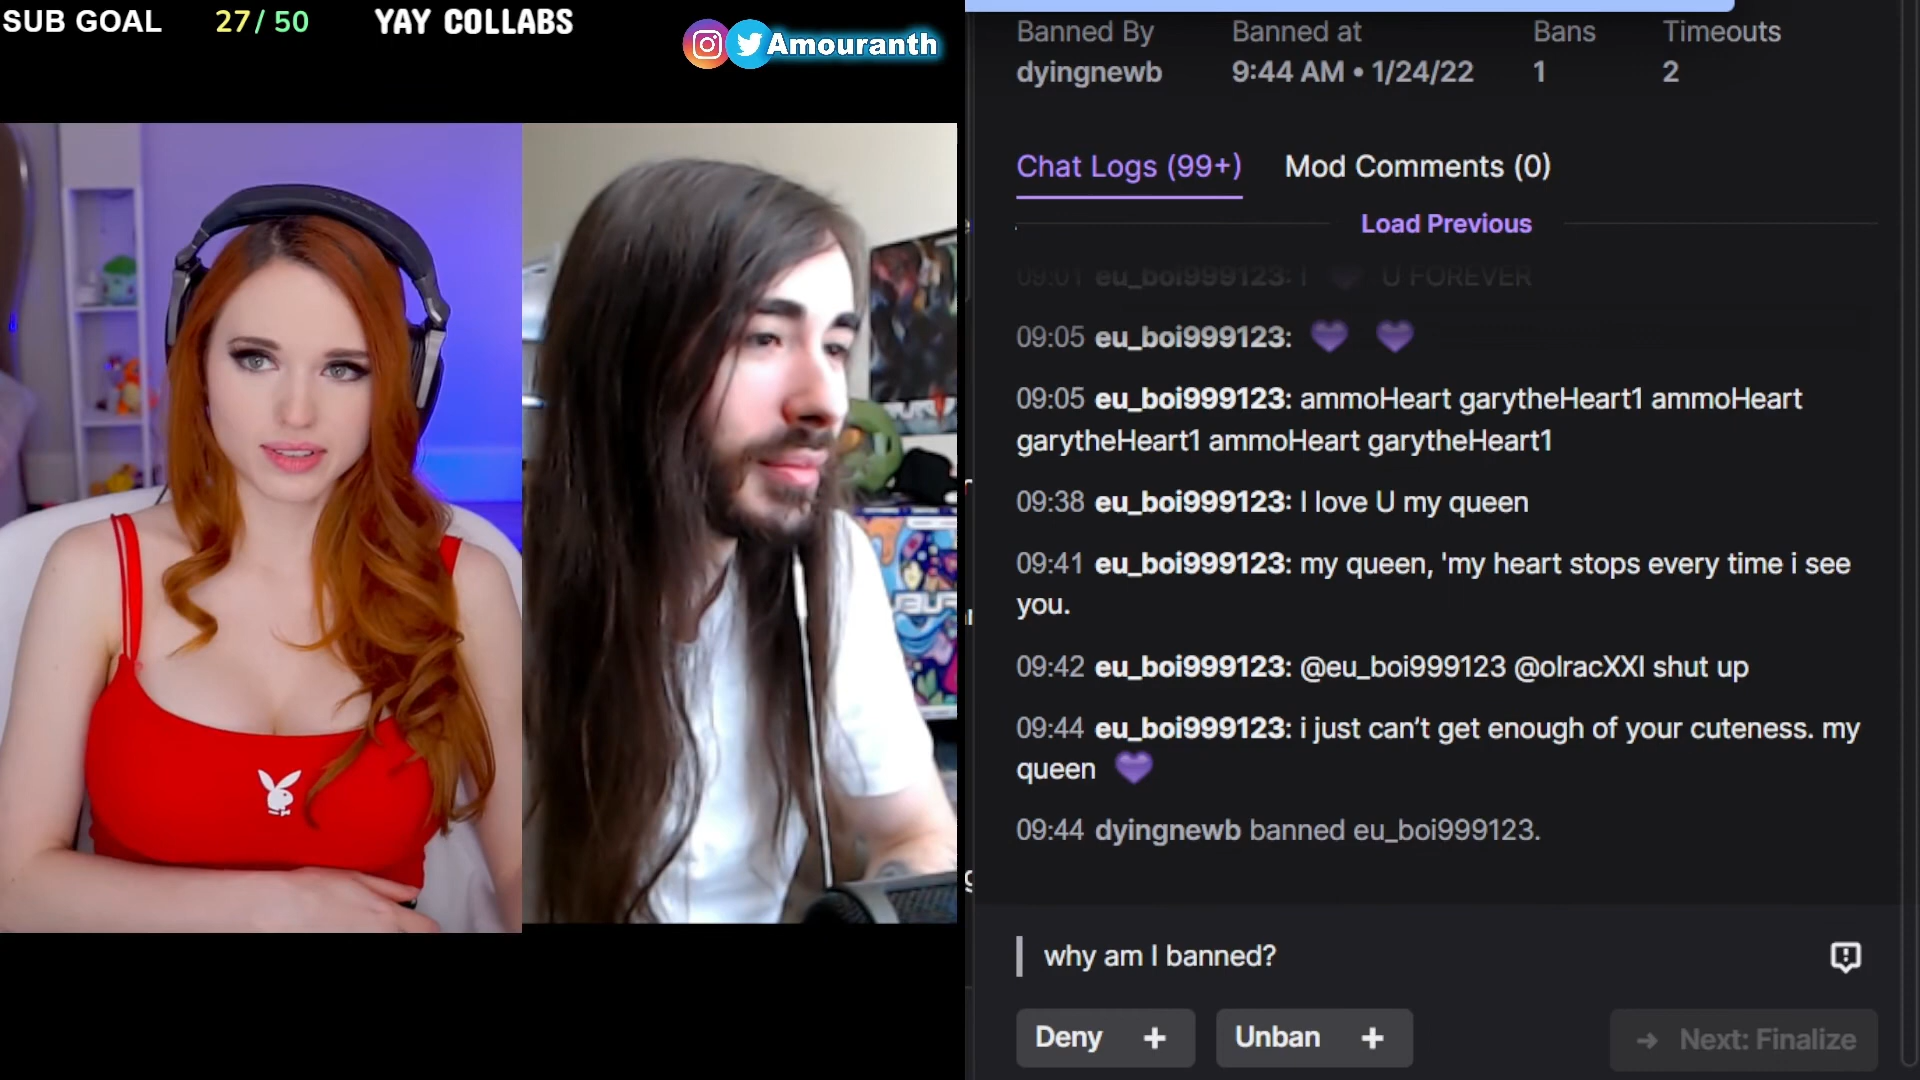 SUB GOAL 27/ 50 YAY COLLABS
Amouranth
Banned By Banned at Bans Timeouts
dyingnewb 9:44 AM • 1/24/22 1 2
Chat Logs (99+) Mod Comments (0)
Load Previous
09:01 eu_boi999123: I U FOREVER
09:05 eu_boi999123:
09:05 eu_boi999123: ammoHeart garytheHeart1 ammoHeart
garytheHeart1 ammoHeart garytheHeart1
09:38 eu_boi999123: I love U my queen
09:41 eu_boi999123: my queen, 'my heart stops every time i see
you.
09:42 eu_boi999123: @eu_boi999123 @olracXXI shut up
09:44 eu_boi999123: i just can’t get enough of your cuteness. my
queen
09:44 dyingnewb banned eu_boi999123.
why am I banned?
Deny + Unban + → Next: Finalize